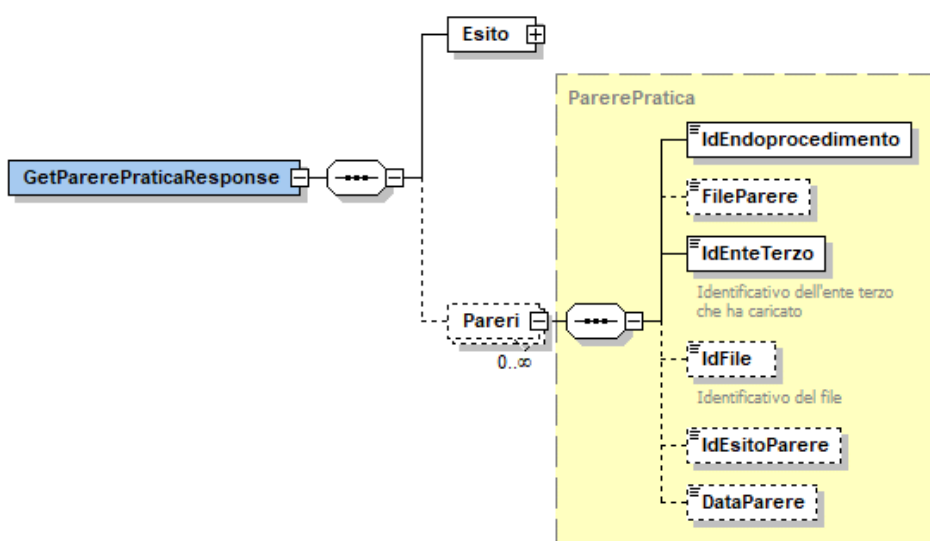 Esito
ParerePratica
IdEndoprocedimento
GetParerePraticaResponse
FileParere
IdEnteTerzo
Identificativo dell'ente terzo
che ha caricato
Pareri
0..∞
IdFile
Identificativo del file
IdEsitoParere
DataParere